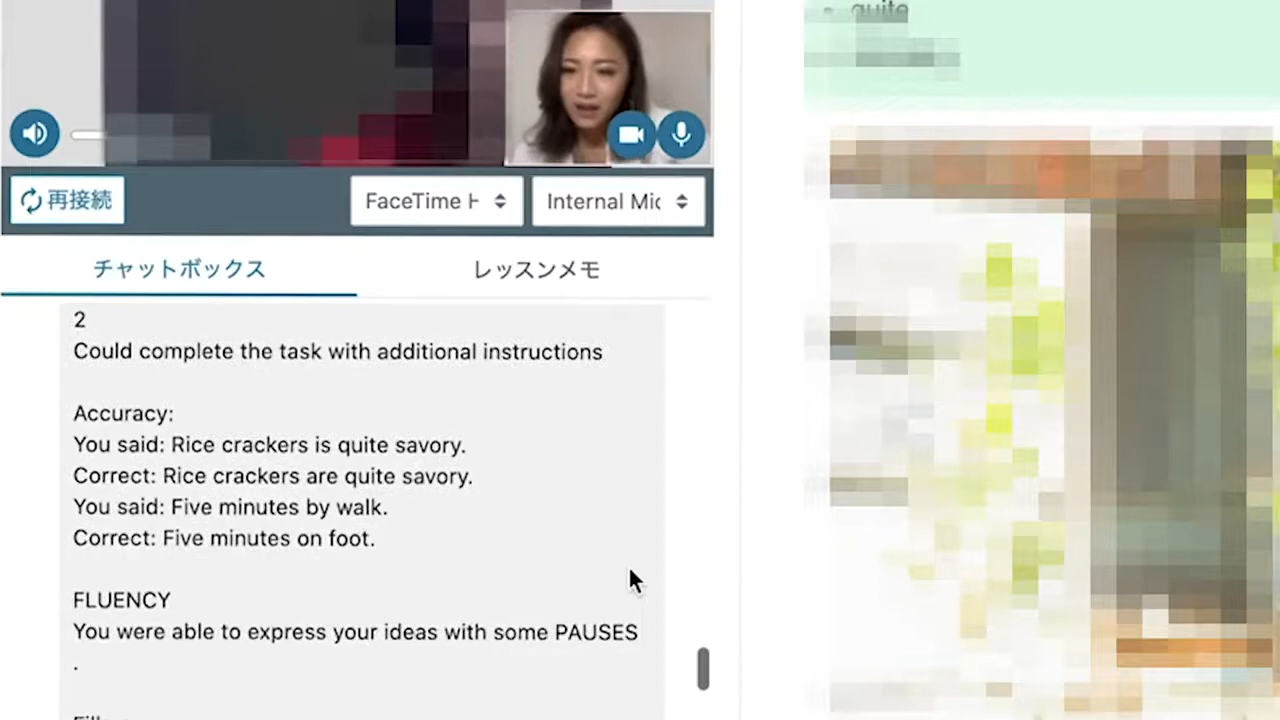 quite
再接続
FaceTime H
Internal Mic
チャットボックス
レッスンメモ
2
Could complete the task with additional instructions
Accuracy:
You said: Rice crackers is quite savory.
Correct: Rice crackers are quite savory.
You said: Five minutes by walk.
Correct: Five minutes on foot.
FLUENCY
You were able to express your ideas with some PAUSES
.